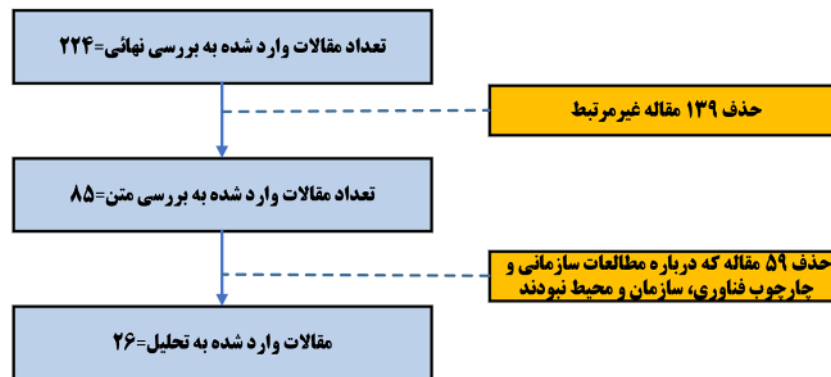 تعداد مقالات وارد شده به بررسی نهائی=۲۲۴
حذف ۱۳۹ مقاله غیرمرتبط
تعداد مقالات وارد شده به بررسی متن=۸۵
حذف ۵۹ مقاله که درباره مطالعات سازمانی و
چارچوب فناوری، سازمان و محیط نبودند
مقالات وارد شده به تحلیل=۲۶